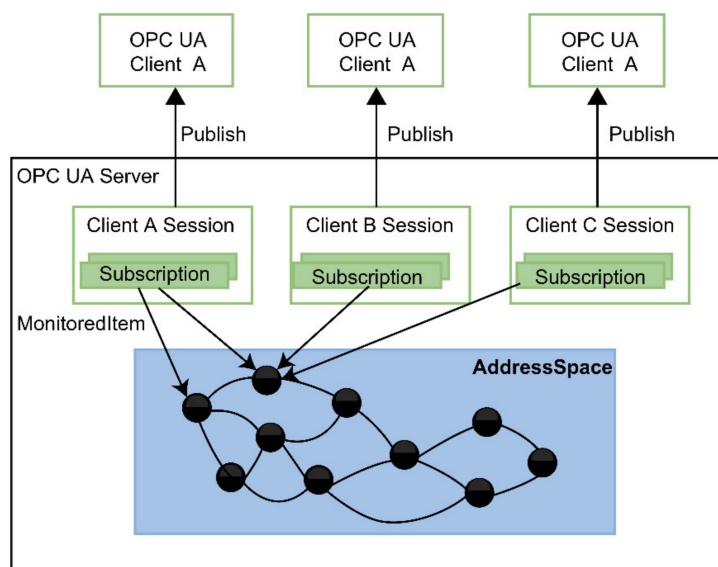 OPC UA
Client A
OPC UA
Client A
OPC UA
Client A
Publish
Publish
Publish
OPC UA Server
Client A Session
Client B Session
Client C Session
Subscription
Subscription
Subscription
MonitoredItem
AddressSpace